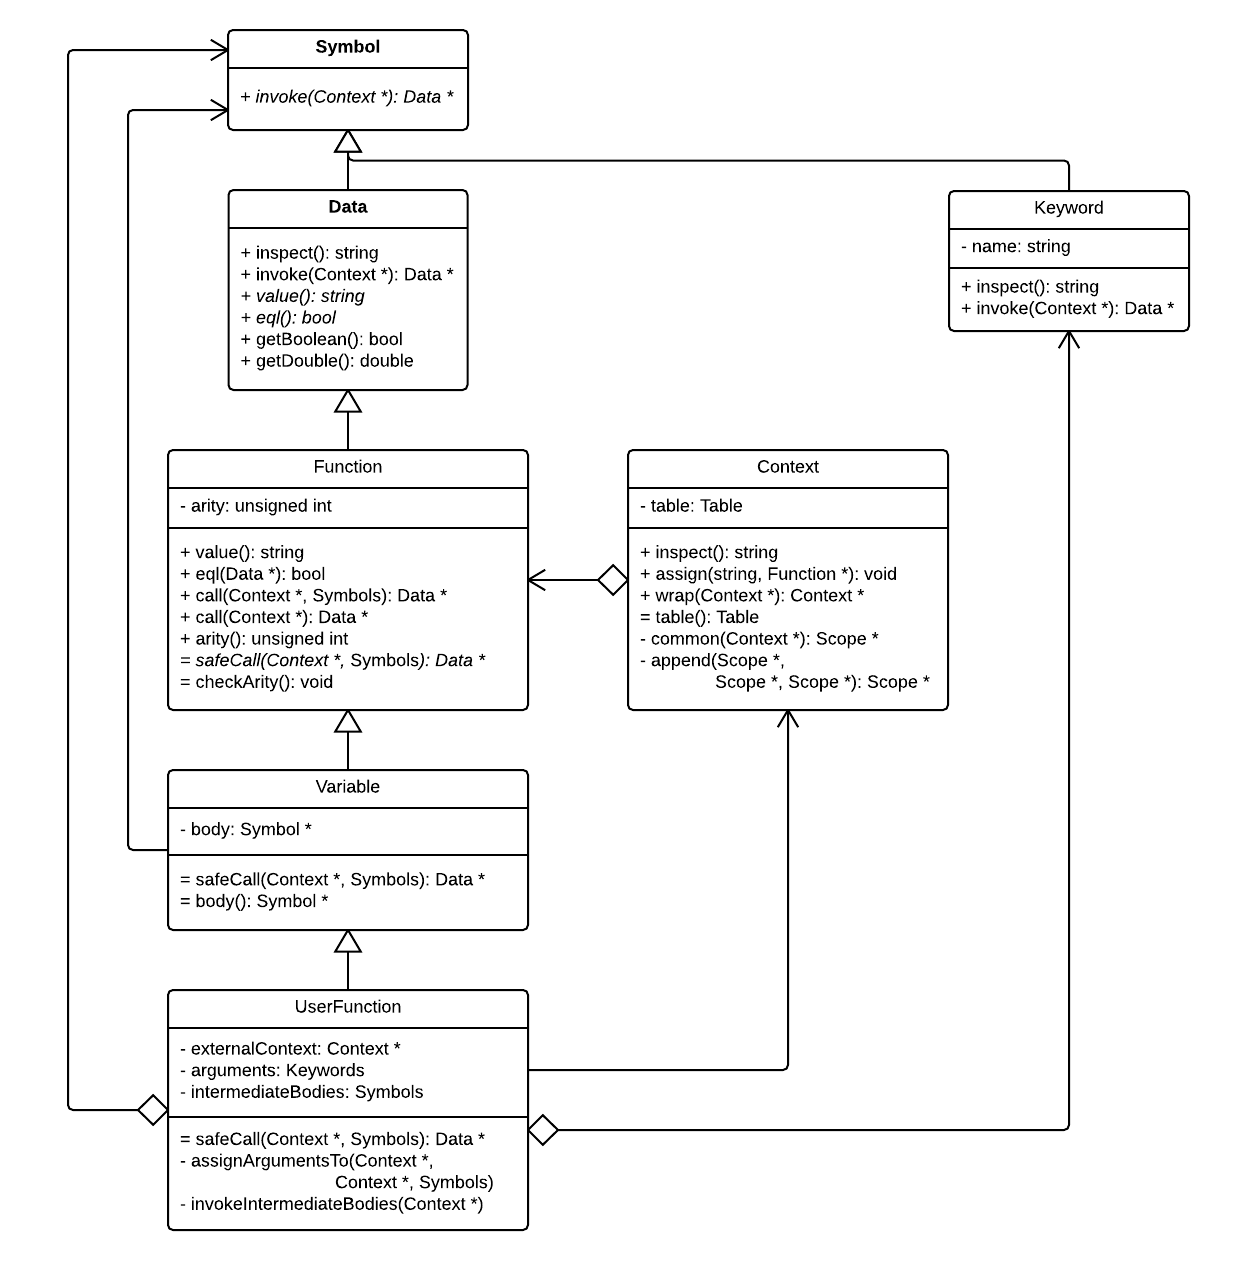 Symbol
+ invoke(Context *): Data *
Data
+ inspect(): string
+ invoke(Context *): Data *
+ value(): string
+ eql(): bool
+ getBoolean(): bool
+ getDouble(): double
Keyword
- name: string
+ inspect(): string
+ invoke(Context *): Data *
Function
- arity: unsigned int
+ value(): string
+ eql(Data *): bool
+ call(Context *, Symbols): Data *
+ call(Context *): Data *
+ arity(): unsigned int
= safeCall(Context *, Symbols): Data *
= checkArity(): void
Context
- table: Table
+ inspect(): string
+ assign(string, Function *): void
+ wrap(Context *): Context *
= table(): Table
- common(Context *): Scope *
- append(Scope *,
Scope *, Scope *): Scope *
Variable
- body: Symbol *
= safeCall(Context *, Symbols): Data *
= body(): Symbol *
UserFunction
- externalContext: Context *
- arguments: Keywords
- intermediateBodies: Symbols
= safeCall(Context *, Symbols): Data *
- assignArgumentsTo(Context *,
Context *, Symbols)
- invokeIntermediateBodies(Context *)